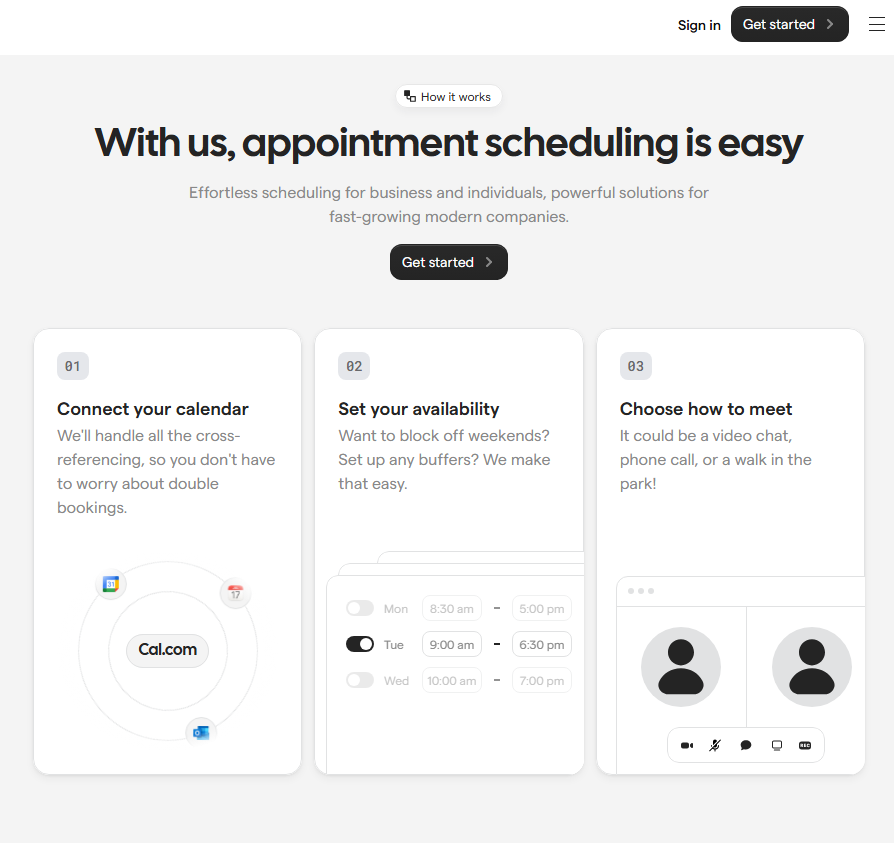 Sign in
Get started
How it works
With us, appointment scheduling is easy
Effortless scheduling for business and individuals, powerful solutions for
fast-growing modern companies.
Get started
01
Connect your calendar
We'll handle all the cross-
referencing, so you don't have
to worry about double
bookings.
31
17
Cal.com
02
Set your availability
Want to block off weekends?
Set up any buffers? We make
that easy.
Mon 8:30 am – 5:00 pm
Tue 9:00 am – 6:30 pm
Wed 10:00 am – 7:00 pm
03
Choose how to meet
It could be a video chat,
phone call, or a walk in the
park!
REC